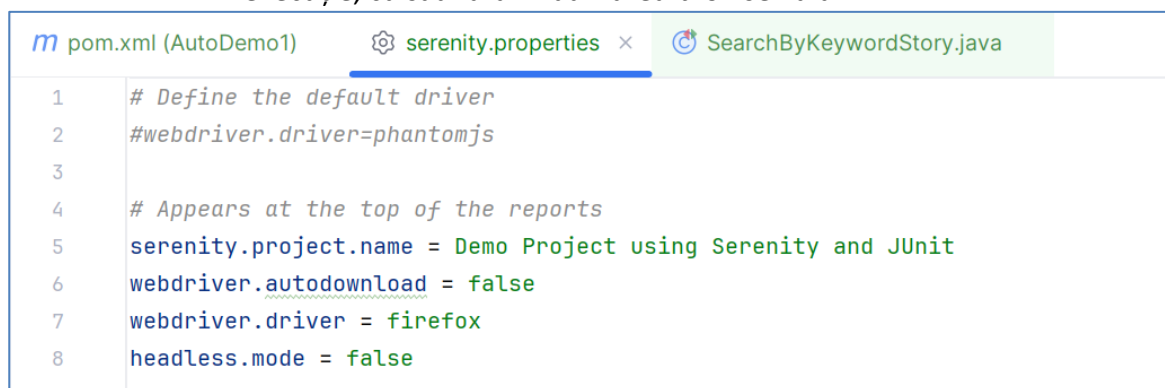 m pom.xml (AutoDemo1) serenity.properties × © SearchByKeywordStory.java
1 # Define the default driver
2 #webdriver.driver=phantomjs
3
4 # Appears at the top of the reports
5 serenity.project.name = Demo Project using Serenity and JUnit
6 webdriver.autodownload = false
7 webdriver.driver = firefox
8 headless.mode = false